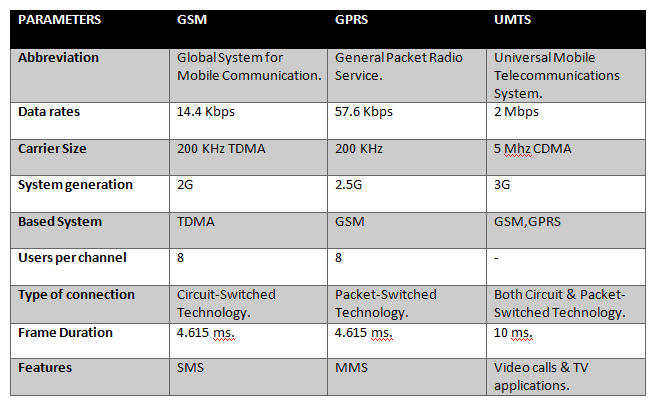 PARAMETERS GSM GPRS UMTS
Abbreviation Global System for General Packet Radio Universal Mobile
Mobile Communication. Service. Telecommunications
System.
Data rates 14.4 Kbps 57.6 Kbps 2 Mbps
Carrier Size 200 KHz TDMA 200 KHz 5 Mhz CDMA
System generation 2G 2.5G 3G
Based System TDMA GSM GSM,GPRS
Users per channel 8 8 -
Type of connection Circuit-Switched Packet-Switched Both Circuit & Packet-
Technology. Technology. Switched Technology.
Frame Duration 4.615 ms. 4.615 ms. 10 ms.
Features SMS MMS Video calls & TV
applications.